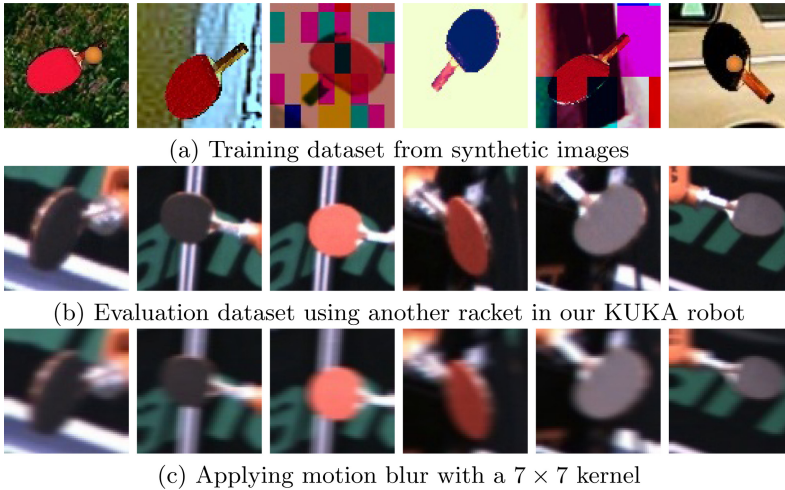 (a) Training dataset from synthetic images
KA
(b) Evaluation dataset using another racket in our KUKA robot
(c) Applying motion blur with a 7 × 7 kernel